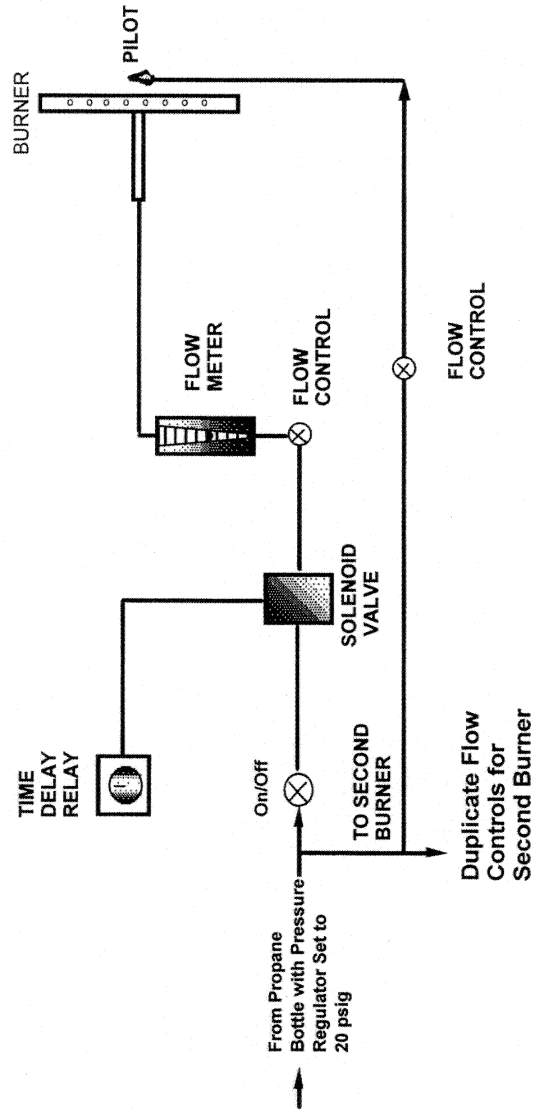 BURNER
PILOT
FLOW
METER
FLOW
CONTROL
FLOW
CONTROL
SOLENOID
VALVE
TIME
DELAY
RELAY
On/Off
TO SECOND
BURNER
From Propane
Bottle with Pressure
Regulator Set to
20 psig
Duplicate Flow
Controls for
Second Burner